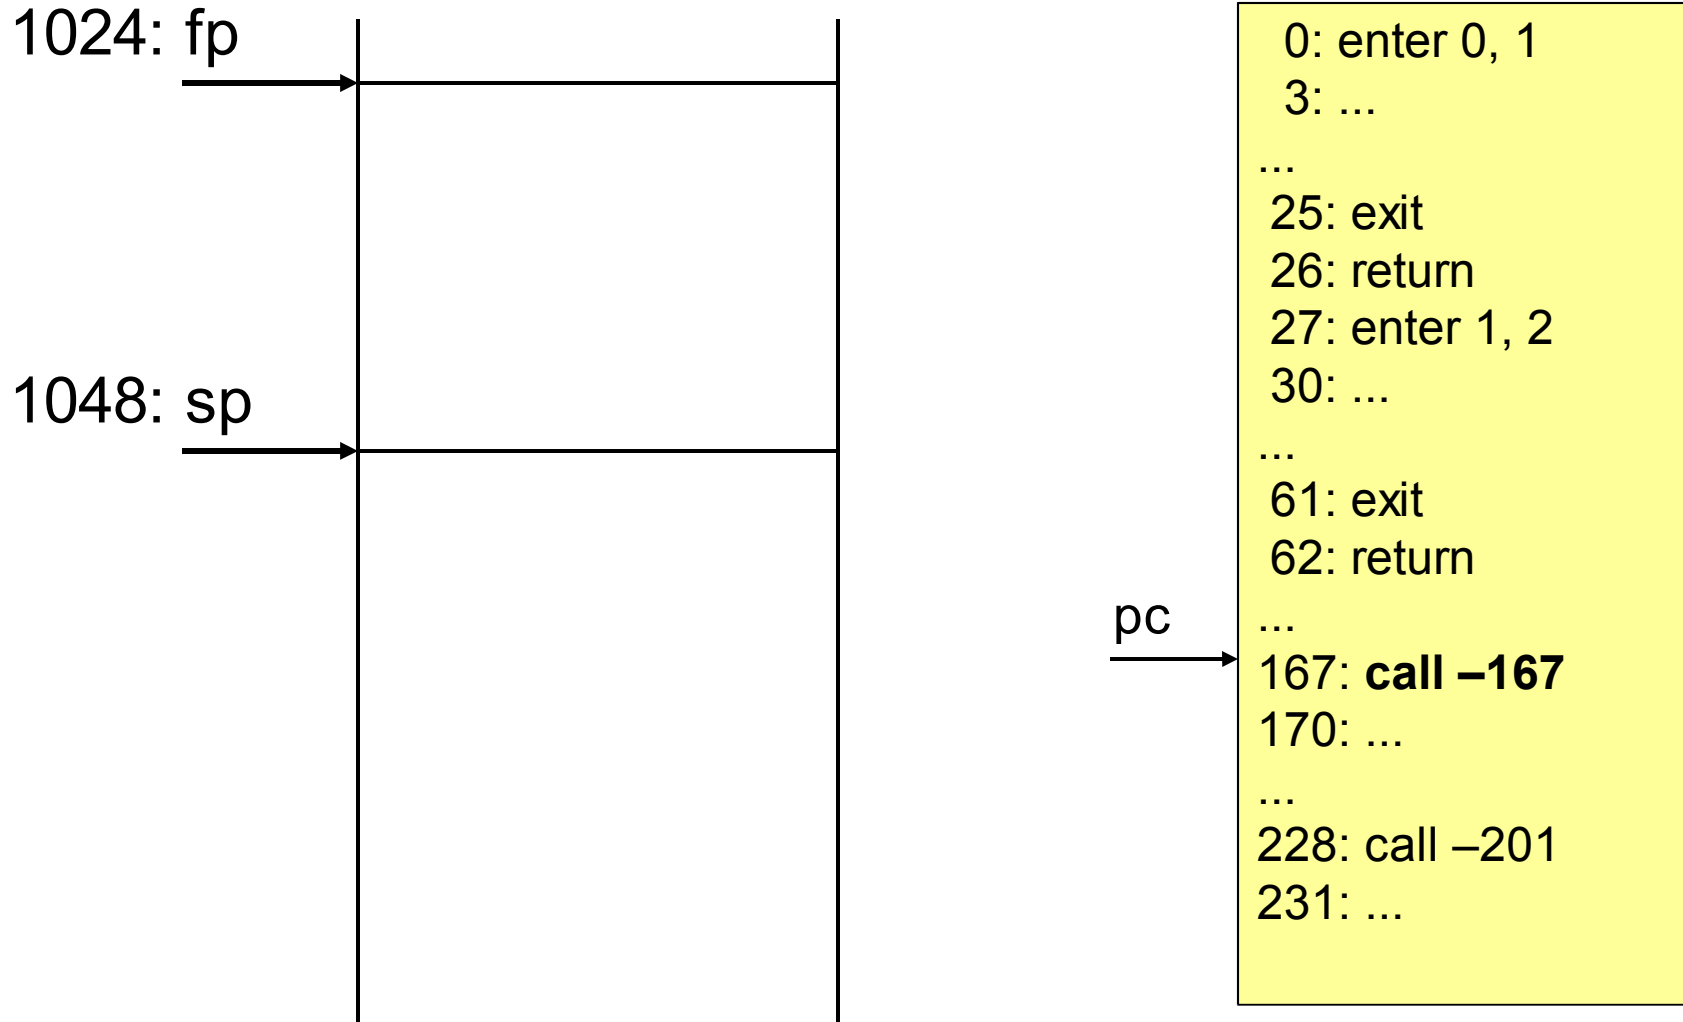 1024: fp
1048: sp
pc
0: enter 0, 1
3: ...
...
25: exit
26: return
27: enter 1, 2
30: ...
...
61: exit
62: return
...
167: call –167
170: ...
...
228: call –201
231: ...